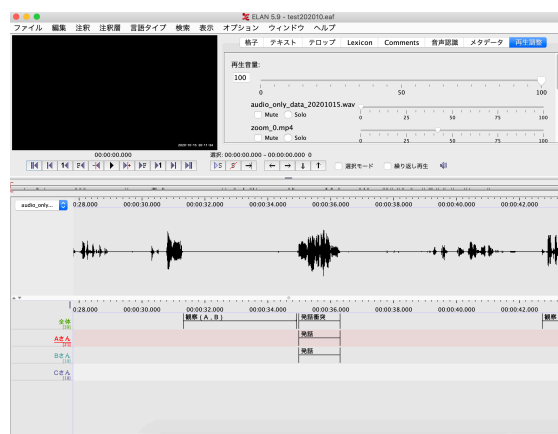 ELAN 5.9 - test202010.eaf
ファイル 編集 注釈 注釈層 言語タイプ 検索 表示 オプション ウィンドウ ヘルプ
格子 テキスト テロップ Lexicon Comments 音声認識 メタデータ 再生調整
再生音量:
100
0 50 100
audio_only_data_20201015.wav
Mute Solo
0 25 50 75 100
zoom_0.mp4
Mute Solo
0 25 50 75 100
00:00:00.000
選択: 00:00:00.000 - 00:00:00.000 0
選択モード 繰り返し再生
audio_only...
0:28.000 00:00:30.000 00:00:32.000 00:00:34.000 00:00:36.000 00:00:38.000 00:00:40.000 00:00:42.000
0:28.000 00:00:30.000 00:00:32.000 00:00:34.000 00:00:36.000 00:00:38.000 00:00:40.000 00:00:42.000
全体
観察 ( A , B )
発話衝突
観察
Aさん
発話
Bさん
発話
Cさん